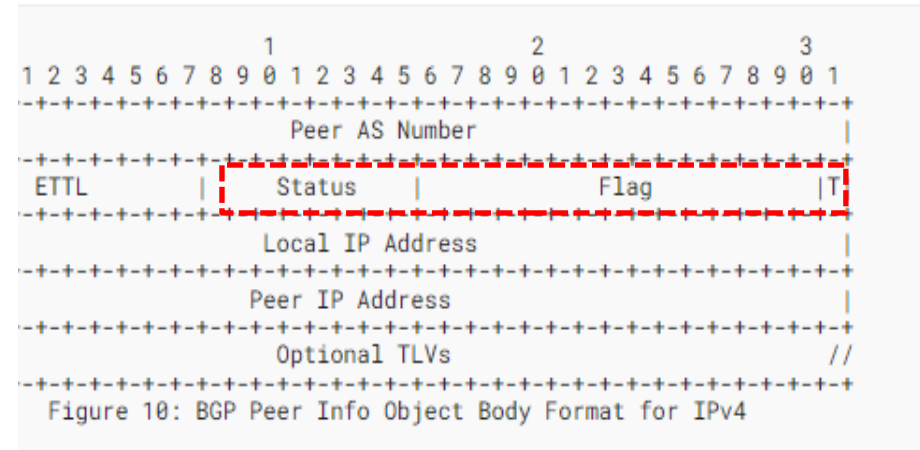 1 2 3
1 2 3 4 5 6 7 8 9 0 1 2 3 4 5 6 7 8 9 0 1 2 3 4 5 6 7 8 9 0 1
-+-+-+-+-+-+-+-+-+-+-+-+-+-+-+-+-+-+-+-+-+-+-+-+-+-+-+-+-+-+-+
Peer AS Number |
-+-+-+-+-+-+-+-+-+-+-+-+-+-+-+-+-+-+-+-+-+-+-+-+-+-+-+-+-+-+-+
ETTL | Status | Flag |T
-+-+-+-+-+-+-+-+-+-+-+-+-+-+-+-+-+-+-+-+-+-+-+-+-+-+-+-+-+-+-+
Local IP Address |
-+-+-+-+-+-+-+-+-+-+-+-+-+-+-+-+-+-+-+-+-+-+-+-+-+-+-+-+-+-+-+
Peer IP Address |
-+-+-+-+-+-+-+-+-+-+-+-+-+-+-+-+-+-+-+-+-+-+-+-+-+-+-+-+-+-+-+
Optional TLVs //
-+-+-+-+-+-+-+-+-+-+-+-+-+-+-+-+-+-+-+-+-+-+-+-+-+-+-+-+-+-+-+
Figure 10: BGP Peer Info Object Body Format for IPv4